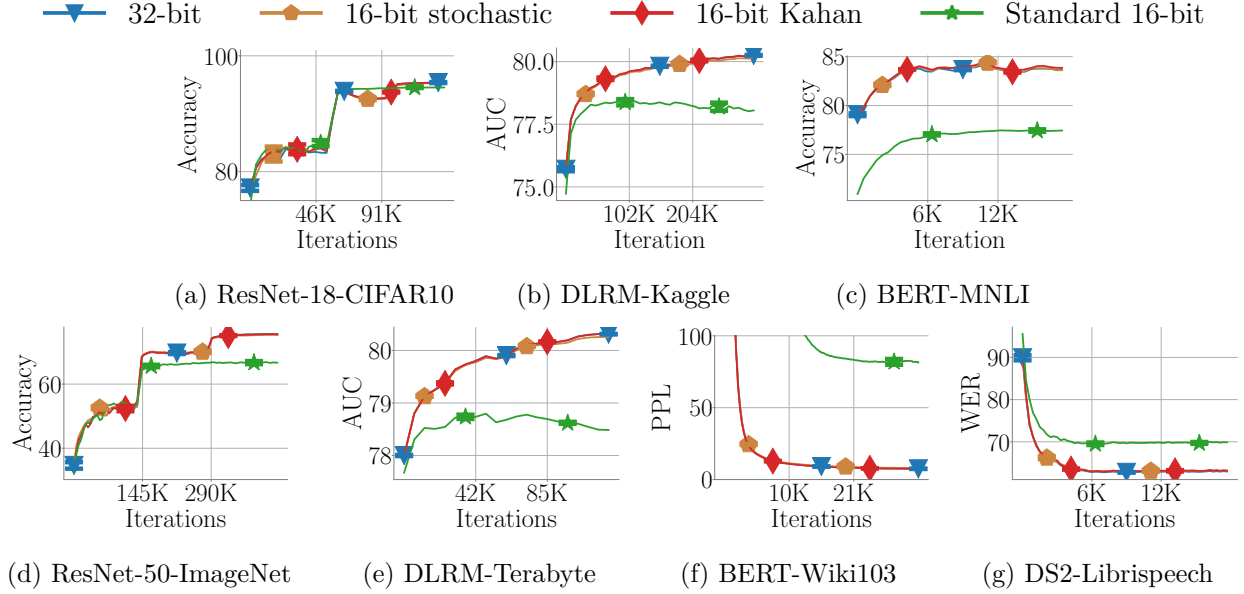 32-bit 16-bit stochastic 16-bit Kahan Standard 16-bit
100
80
Accuracy
46K 91K
Iterations
(a) ResNet-18-CIFAR10
80.0
77.5
75.0
AUC
102K 204K
Iteration
(b) DLRM-Kaggle
85
80
75
Accuracy
6K 12K
Iteration
(c) BERT-MNLI
60
40
Accuracy
145K 290K
Iterations
(d) ResNet-50-ImageNet
80
79
78
AUC
42K 85K
Iterations
(e) DLRM-Terabyte
100
50
0
PPL
10K 21K
Iterations
(f) BERT-Wiki103
90
80
70
WER
6K 12K
Iterations
(g) DS2-Librispeech